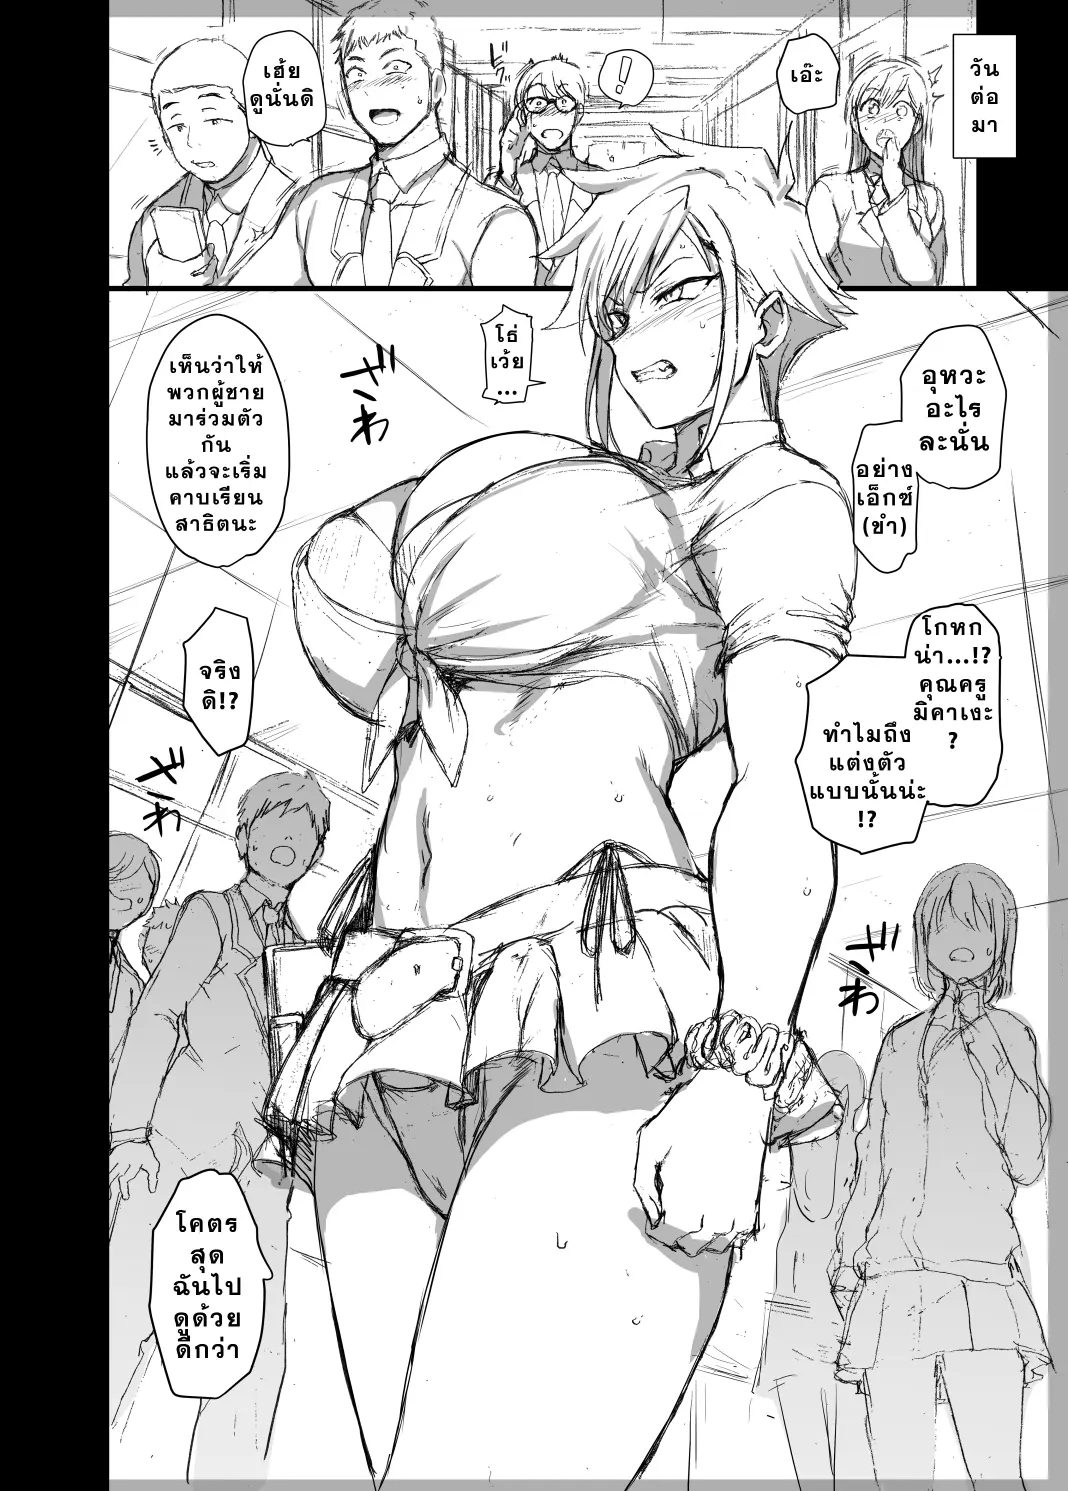 วัน
ต่อ
มา
เอ๊ะ
!
เฮ้ย
ดูนั่นดิ
อุหวะ
อะไร
ละนั่น
อย่าง
เอ็กซ์
(ขำ)
โธ่
เว้ย
...
เห็นว่าให้
พวกผู้ชาย
มาร่วมตัว
กัน
แล้วจะเริ่ม
คาบเรียน
สาธิตนะ
โกหก
น่า...!?
คุณครู
มิคาเงะ
?
ทำไมถึง
แต่งตัว
แบบนั้นน่ะ
!?
จริง
ดิ!?
โคตร
สุด
ฉันไป
ดูด้วย
ดีกว่า
ざわ
ざわ
ざわ